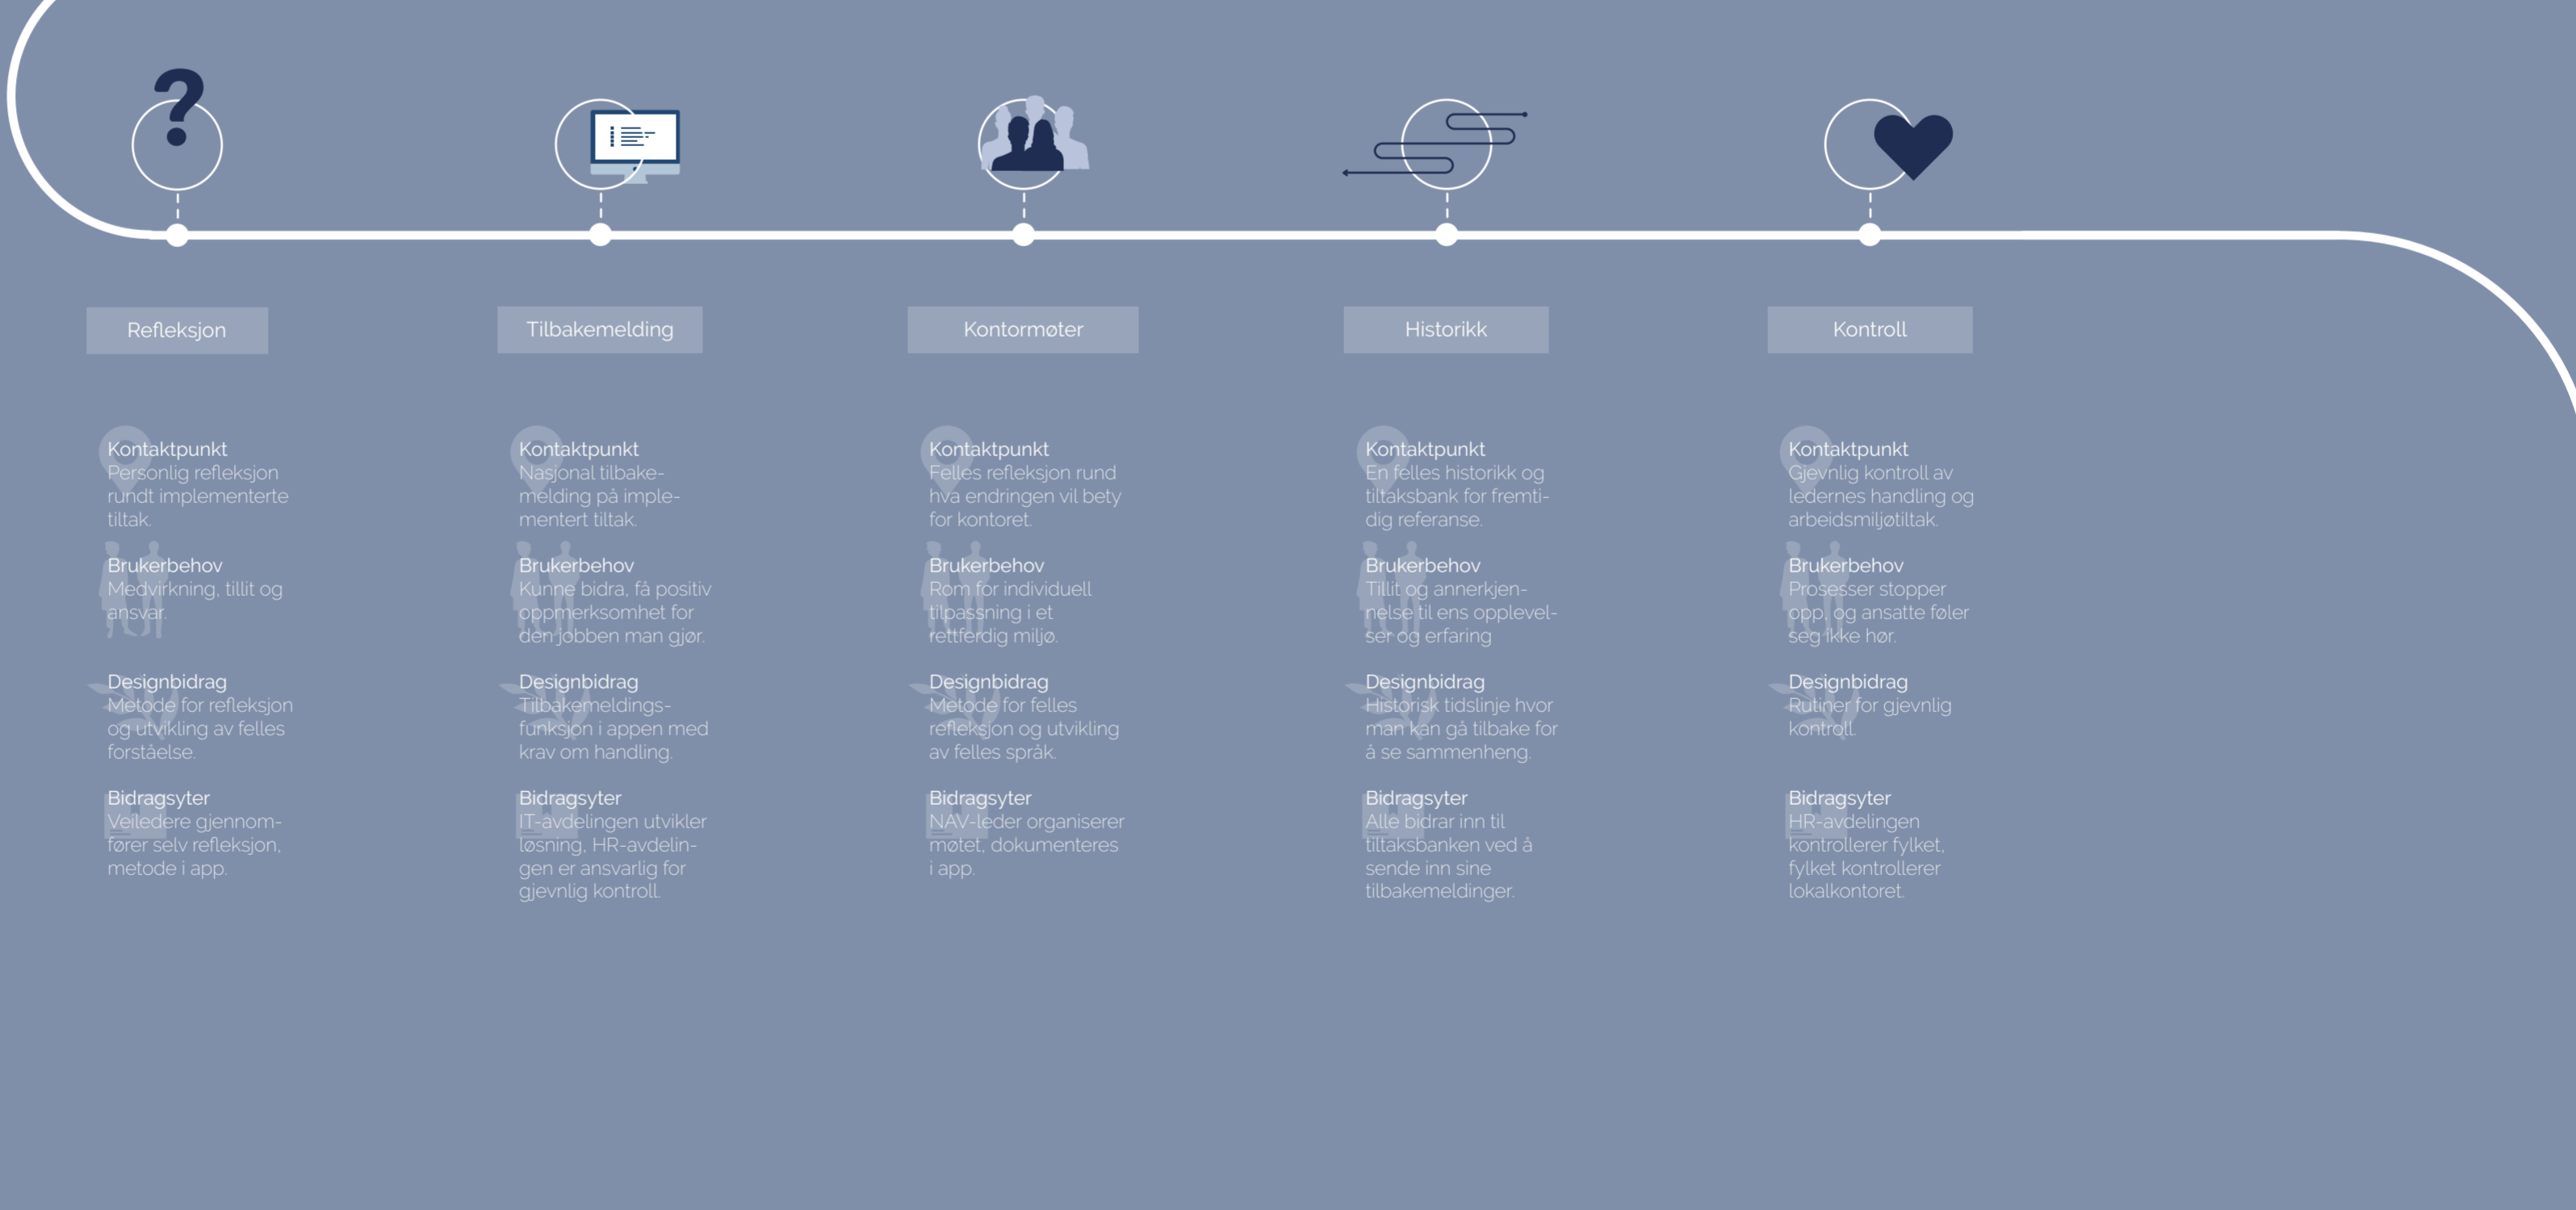 Refleksjon
Kontaktpunkt
Personlig refleksjon
rundt implementerte
tiltak.
Brukerbehov
Medvirkning, tillit og
ansvar.
Designbidrag
Metode for refleksjon
og utvikling av felles
forståelse.
Bidragsyter
Veiledere gjennom-
fører selv refleksjon,
metode i app.
Tilbakemelding
Kontaktpunkt
Nasjonal tilbake-
melding på imple-
mentert tiltak.
Brukerbehov
Kunne bidra, få positiv
oppmerksomhet for
den jobben man gjør.
Designbidrag
Tilbakemeldings-
funksjon i appen med
krav om handling.
Bidragsyter
IT-avdelingen utvikler
løsning, HR-avdelin-
gen er ansvarlig for
gjevnlig kontroll.
Kontormøter
Kontaktpunkt
Felles refleksjon rund
hva endringen vil bety
for kontoret.
Brukerbehov
Rom for individuell
tilpassning i et
rettferdig miljø.
Designbidrag
Metode for felles
refleksjon og utvikling
av felles språk.
Bidragsyter
NAV-leder organiserer
møtet, dokumenteres
i app.
Historikk
Kontaktpunkt
En felles historikk og
tiltaksbank for fremti-
dig referanse.
Brukerbehov
Tillit og annerkjen-
nelse til ens opplevel-
ser og erfaring
Designbidrag
Historisk tidslinje hvor
man kan gå tilbake for
å se sammenheng.
Bidragsyter
Alle bidrar inn til
tiltaksbanken ved å
sende inn sine
tilbakemeldinger.
Kontroll
Kontaktpunkt
Gjevnlig kontroll av
ledernes handling og
arbeidsmiljøtiltak.
Brukerbehov
Prosesser stopper
opp, og ansatte føler
seg ikke hør.
Designbidrag
Rutiner for gjevnlig
kontroll.
Bidragsyter
HR-avdelingen
kontrollerer fylket,
fylket kontrollerer
lokalkontoret.